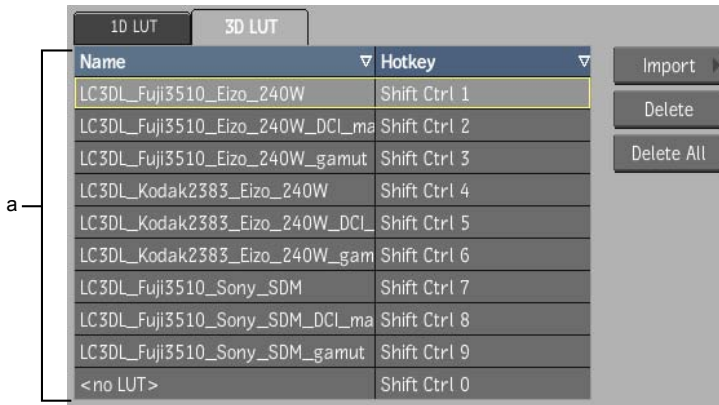 1D LUT 3D LUT
Name Hotkey
Import
LC3DL_Fuji3510_Eizo_240W Shift Ctrl 1
Delete
LC3DL_Fuji3510_Eizo_240W_DCI_ma Shift Ctrl 2
LC3DL_Fuji3510_Eizo_240W_gamut Shift Ctrl 3
Delete All
LC3DL_Kodak2383_Eizo_240W Shift Ctrl 4
a
LC3DL_Kodak2383_Eizo_240W_DCI_ Shift Ctrl 5
LC3DL_Kodak2383_Eizo_240W_gam Shift Ctrl 6
LC3DL_Fuji3510_Sony_SDM Shift Ctrl 7
LC3DL_Fuji3510_Sony_SDM_DCI_ma Shift Ctrl 8
LC3DL_Fuji3510_Sony_SDM_gamut Shift Ctrl 9
<no LUT> Shift Ctrl 0